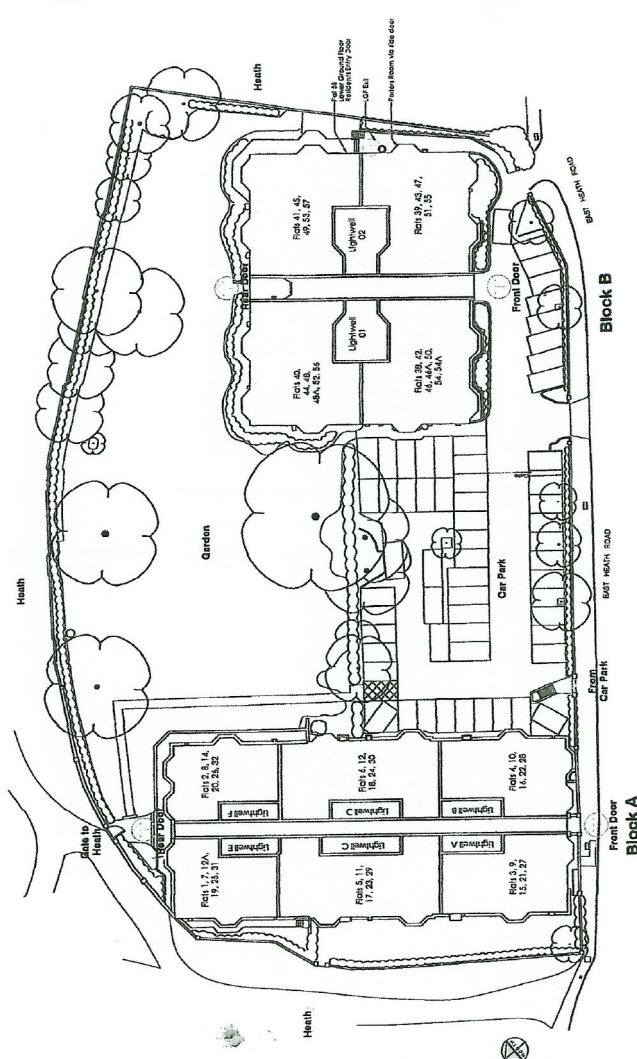 Heath
Heath
Heath
Gate to
Heath
Garden
Rear Door
Rear Door
Flat 58
Lower Ground Floor
Residents Entry Door
LGF Exit
Porters Room via side door
Flats 1, 7, 12A,
19, 25, 31
Lightwell E
Lightwell F
Flats 2, 8, 14,
20, 26, 32
Flats 5, 11,
17, 23, 29
Lightwell C
Lightwell D
Flats 6, 12,
18, 24, 30
Flats 3, 9,
15, 21, 27
Lightwell A
Lightwell B
Flats 4, 10,
16, 22, 28
Flats 40,
44, 48,
48A, 52, 56
Lightwell
01
Lightwell
02
Flats 41, 45,
49, 53, 57
Flats 38, 42,
46, 46A, 50,
54, 54A
Flats 39, 43, 47,
51, 55
Car Park
Front Door
Front Door
From
Car Park
EAST HEATH ROAD
EAST HEATH ROAD
Block A
Block B